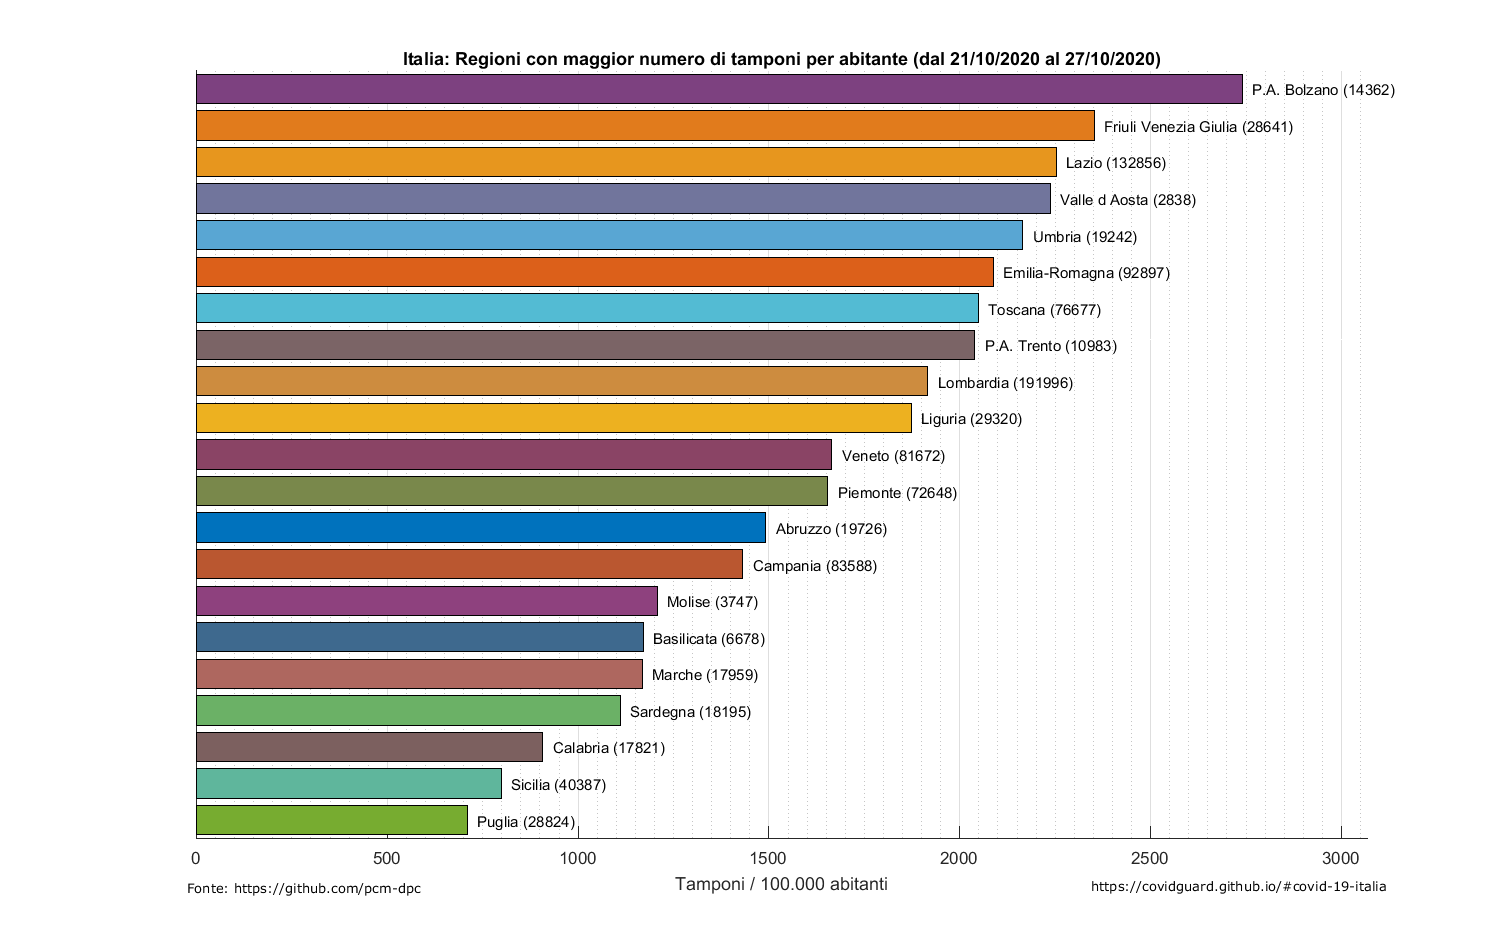 Italia: Regioni con maggior numero di tamponi per abitante (dal 21/10/2020 al 27/10/2020)
P.A. Bolzano (14362)
Friuli Venezia Giulia (28641)
Lazio (132856)
Valle d Aosta (2838)
Umbria (19242)
Emilia-Romagna (92897)
Toscana (76677)
P.A. Trento (10983)
Lombardia (191996)
Liguria (29320)
Veneto (81672)
Piemonte (72648)
Abruzzo (19726)
Campania (83588)
Molise (3747)
Basilicata (6678)
Marche (17959)
Sardegna (18195)
Calabria (17821)
Sicilia (40387)
Puglia (28824)
0 500 1000 1500 2000 2500 3000
Tamponi / 100.000 abitanti
Fonte: https://github.com/pcm-dpc
https://covidguard.github.io/#covid-19-italia